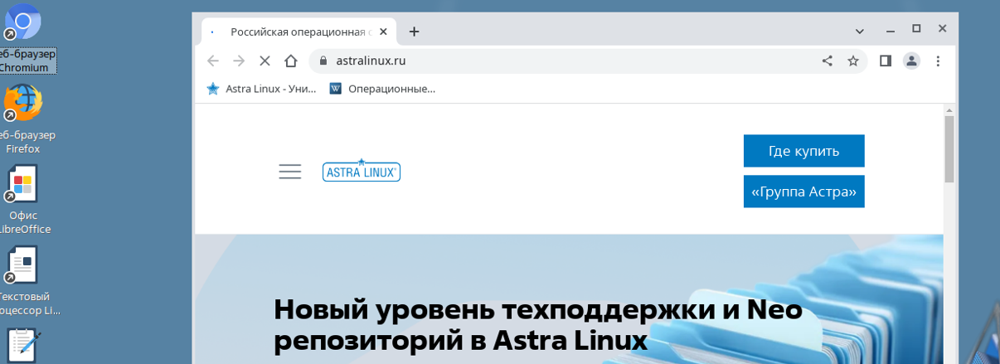 еб-браузер
Chromium
еб-браузер
Firefox
Офис
LibreOffice
Текстовый
оцессор Li...
Российская операционная с
astralinux.ru
Astra Linux - Уни...
W Операционные...
ASTRA LINUX®
Где купить
«Группа Астра»
Новый уровень техподдержки и Neo
репозиторий в Astra Linux